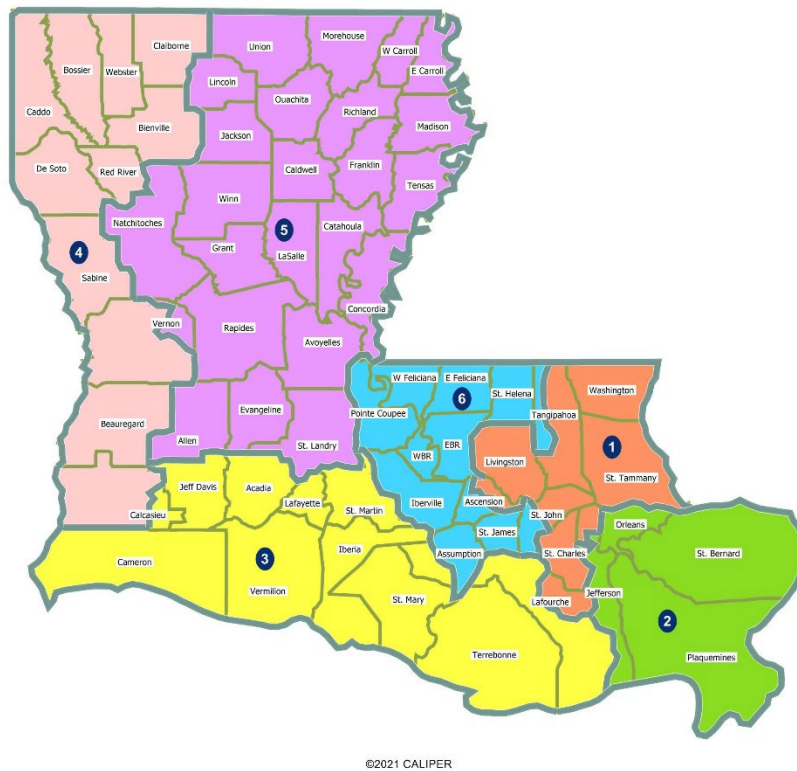 Claiborne
Union
Morehouse
W Carroll
E Carroll
Bossier
Webster
Lincoln
Ouachita
Richland
Caddo
Bienville
Jackson
Madison
De Soto
Red River
Caldwell
Franklin
Tensas
Natchitoches
Winn
Catahoula
5
4
Grant
LaSalle
Sabine
Concordia
Vernon
Rapides
Avoyelles
W Feliciana
E Feliciana
St. Helena
Washington
6
Pointe Coupee
Tangipahoa
Beauregard
Evangeline
Allen
St. Landry
EBR
1
WBR
Livingston
St. Tammany
Jeff Davis
Acadia
Lafayette
St. Martin
Iberville
Ascension
Calcasieu
St. James
St. John
Orleans
Assumption
St. Charles
St. Bernard
Cameron
3
Iberia
Vermilion
St. Mary
Lafourche
Jefferson
2
Terrebonne
Plaquemines
©2021 CALIPER